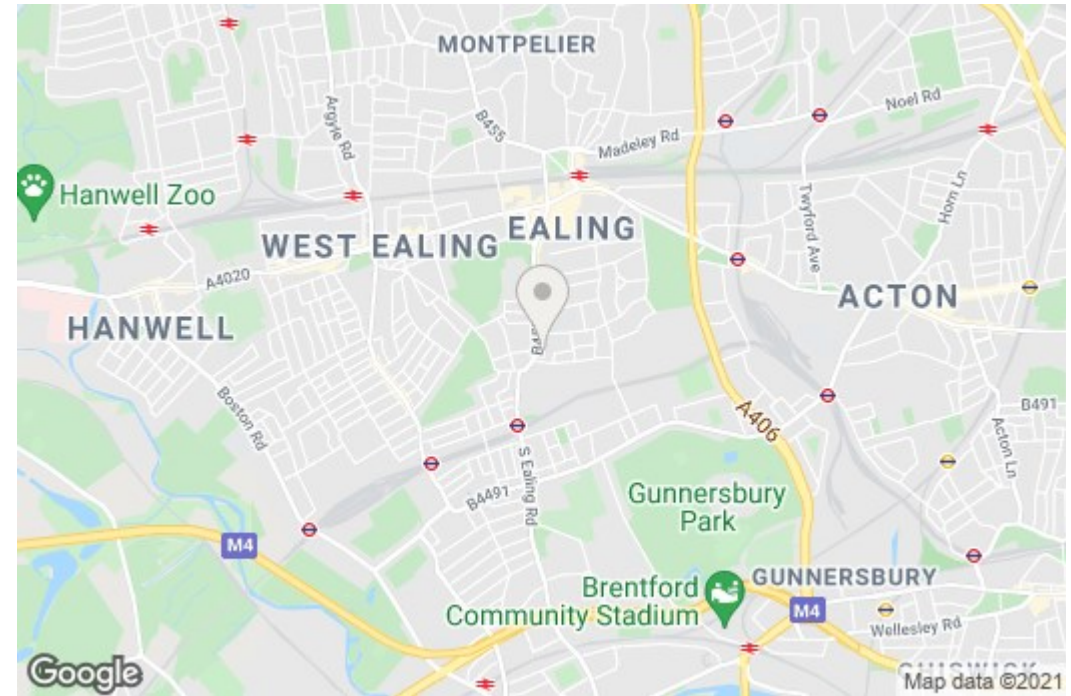 MONTPELIER
Noel Rd
B455
Argyle Rd
Madeley Rd
Hanwell Zoo
Twyford Ave
Horn Ln
EALING
WEST EALING
A4020
ACTON
HANWELL
Boston Rd
A406
B491
Acton Ln
S Ealing Rd
B4491
Gunnersbury
Park
M4
GUNNERSBURY
Brentford
Community Stadium
M4
Wellesley Rd
CHISWICK
Google
Map data ©2021